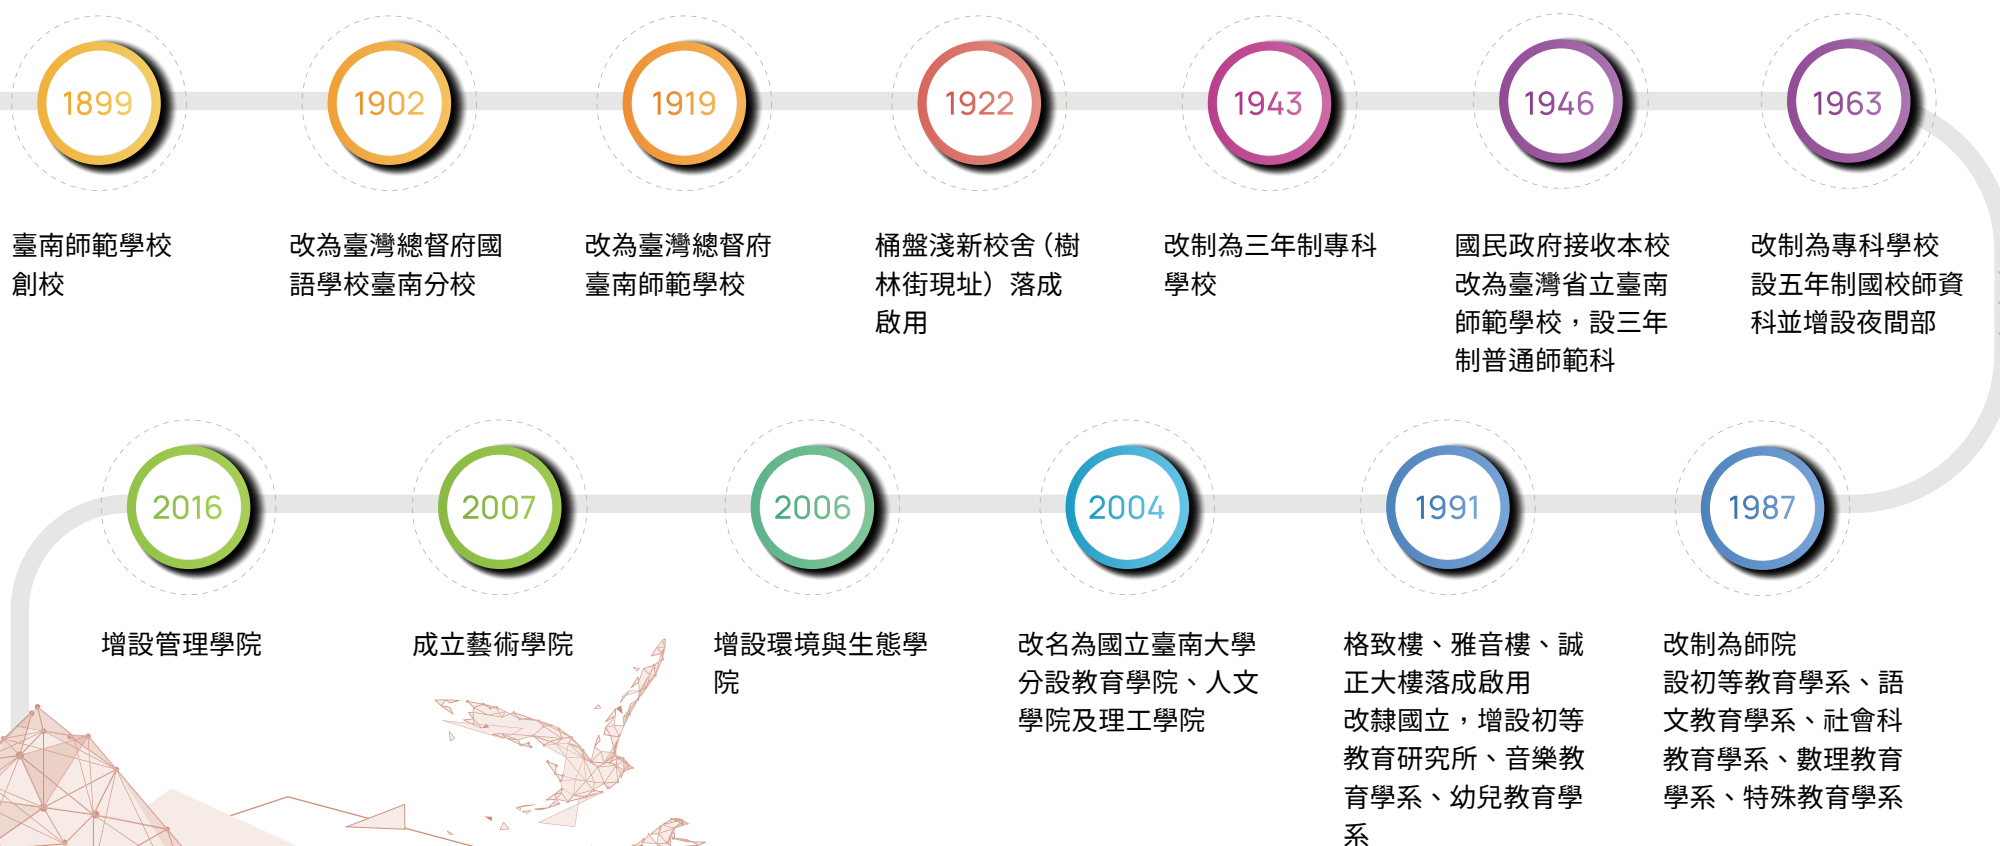 1899
臺南師範學校
創校
1902
改為臺灣總督府國
語學校臺南分校
1919
改為臺灣總督府
臺南師範學校
1922
桶盤淺新校舍（樹
林街現址）落成
啟用
1943
改制為三年制專科
學校
1946
國民政府接收本校
改為臺灣省立臺南
師範學校，設三年
制普通師範科
1963
改制為專科學校
設五年制國校師資
科並增設夜間部
1987
改制為師院
設初等教育學系、語
文教育學系、社會科
教育學系、數理教育
學系、特殊教育學系
1991
格致樓、雅音樓、誠
正大樓落成啟用
改隸國立，增設初等
教育研究所、音樂教
育學系、幼兒教育學
系
2004
改名為國立臺南大學
分設教育學院、人文
學院及理工學院
2006
增設環境與生態學
院
2007
成立藝術學院
2016
增設管理學院